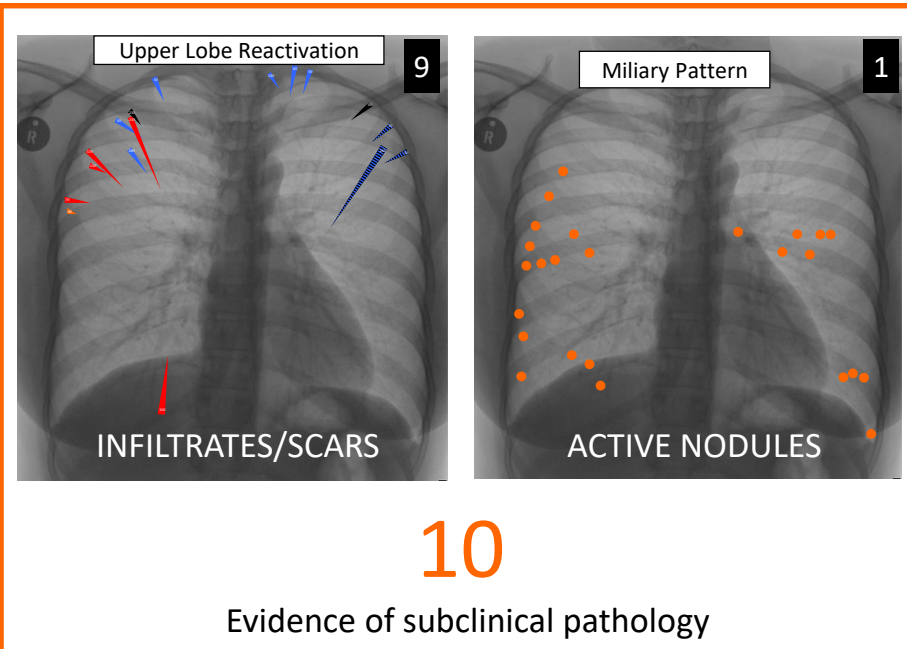 Upper Lobe Reactivation
9
R
INFILTRATES/SCARS
Miliary Pattern
1
R
ACTIVE NODULES
10
Evidence of subclinical pathology